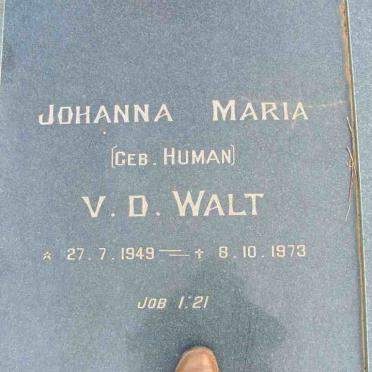 JOHANNA MARIA
(GEB. HUMAN)
V. D. WALT
* 27. 7. 1949 = † 8. 10. 1973
JOB 1:21